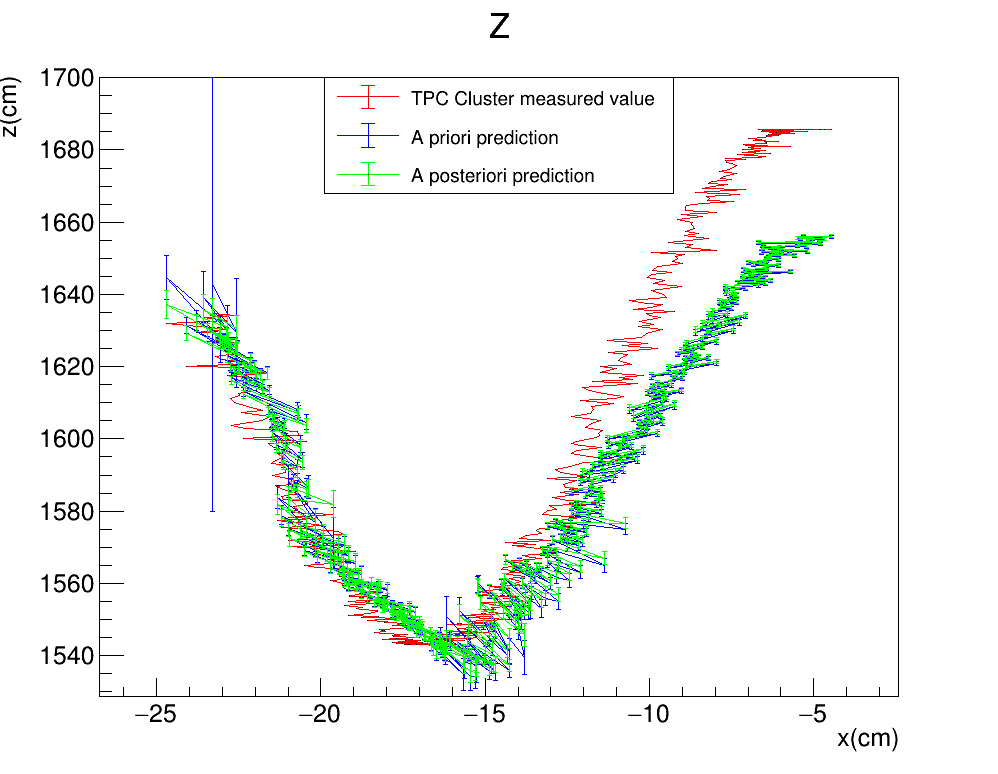 Z
z(cm)
1700
1680
1660
1640
1620
1600
1580
1560
1540
TPC Cluster measured value
A priori prediction
A posteriori prediction
−25 −20 −15 −10 −5
x(cm)